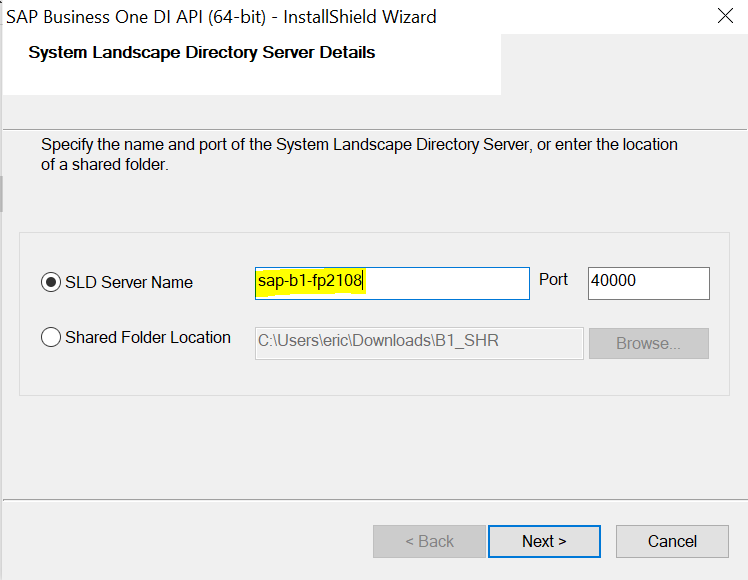 SAP Business One DI API (64-bit) - InstallShield Wizard
System Landscape Directory Server Details
Specify the name and port of the System Landscape Directory Server, or enter the location
of a shared folder.
SLD Server Name sap-b1-fp2108 Port 40000
Shared Folder Location C:\Users\eric\Downloads\B1_SHR Browse...
< Back Next > Cancel